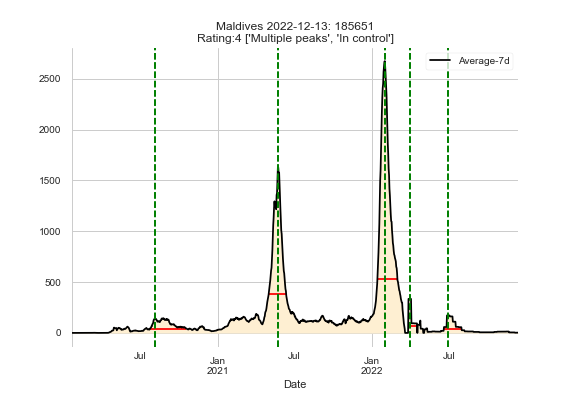 Maldives 2022-12-13: 185651
Rating:4 ['Multiple peaks', 'In control']
Average-7d
2500
2000
1500
1000
500
0
Jul
Jan
2021
Jul
Jan
2022
Jul
Date